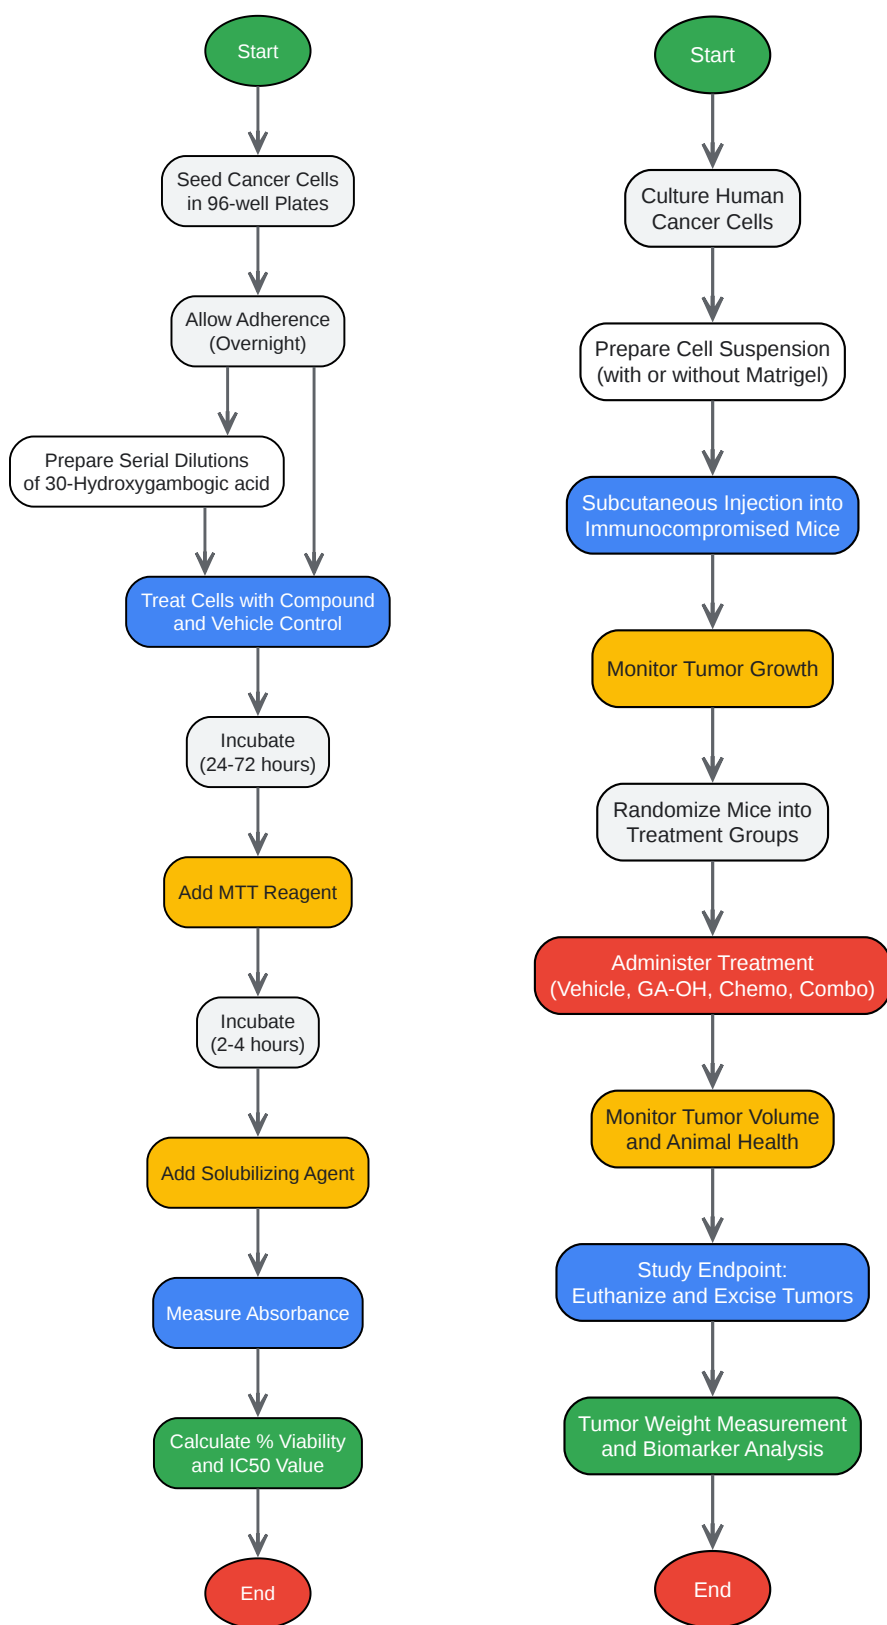 Start
Seed Cancer Cells
in 96-well Plates
Allow Adherence
(Overnight)
Prepare Serial Dilutions
of 30-Hydroxygambogic acid
Treat Cells with Compound
and Vehicle Control
Incubate
(24-72 hours)
Add MTT Reagent
Incubate
(2-4 hours)
Add Solubilizing Agent
Measure Absorbance
Calculate % Viability
and IC50 Value
End
Start
Culture Human
Cancer Cells
Prepare Cell Suspension
(with or without Matrigel)
Subcutaneous Injection into
Immunocompromised Mice
Monitor Tumor Growth
Randomize Mice into
Treatment Groups
Administer Treatment
(Vehicle, GA-OH, Chemo, Combo)
Monitor Tumor Volume
and Animal Health
Study Endpoint:
Euthanize and Excise Tumors
Tumor Weight Measurement
and Biomarker Analysis
End